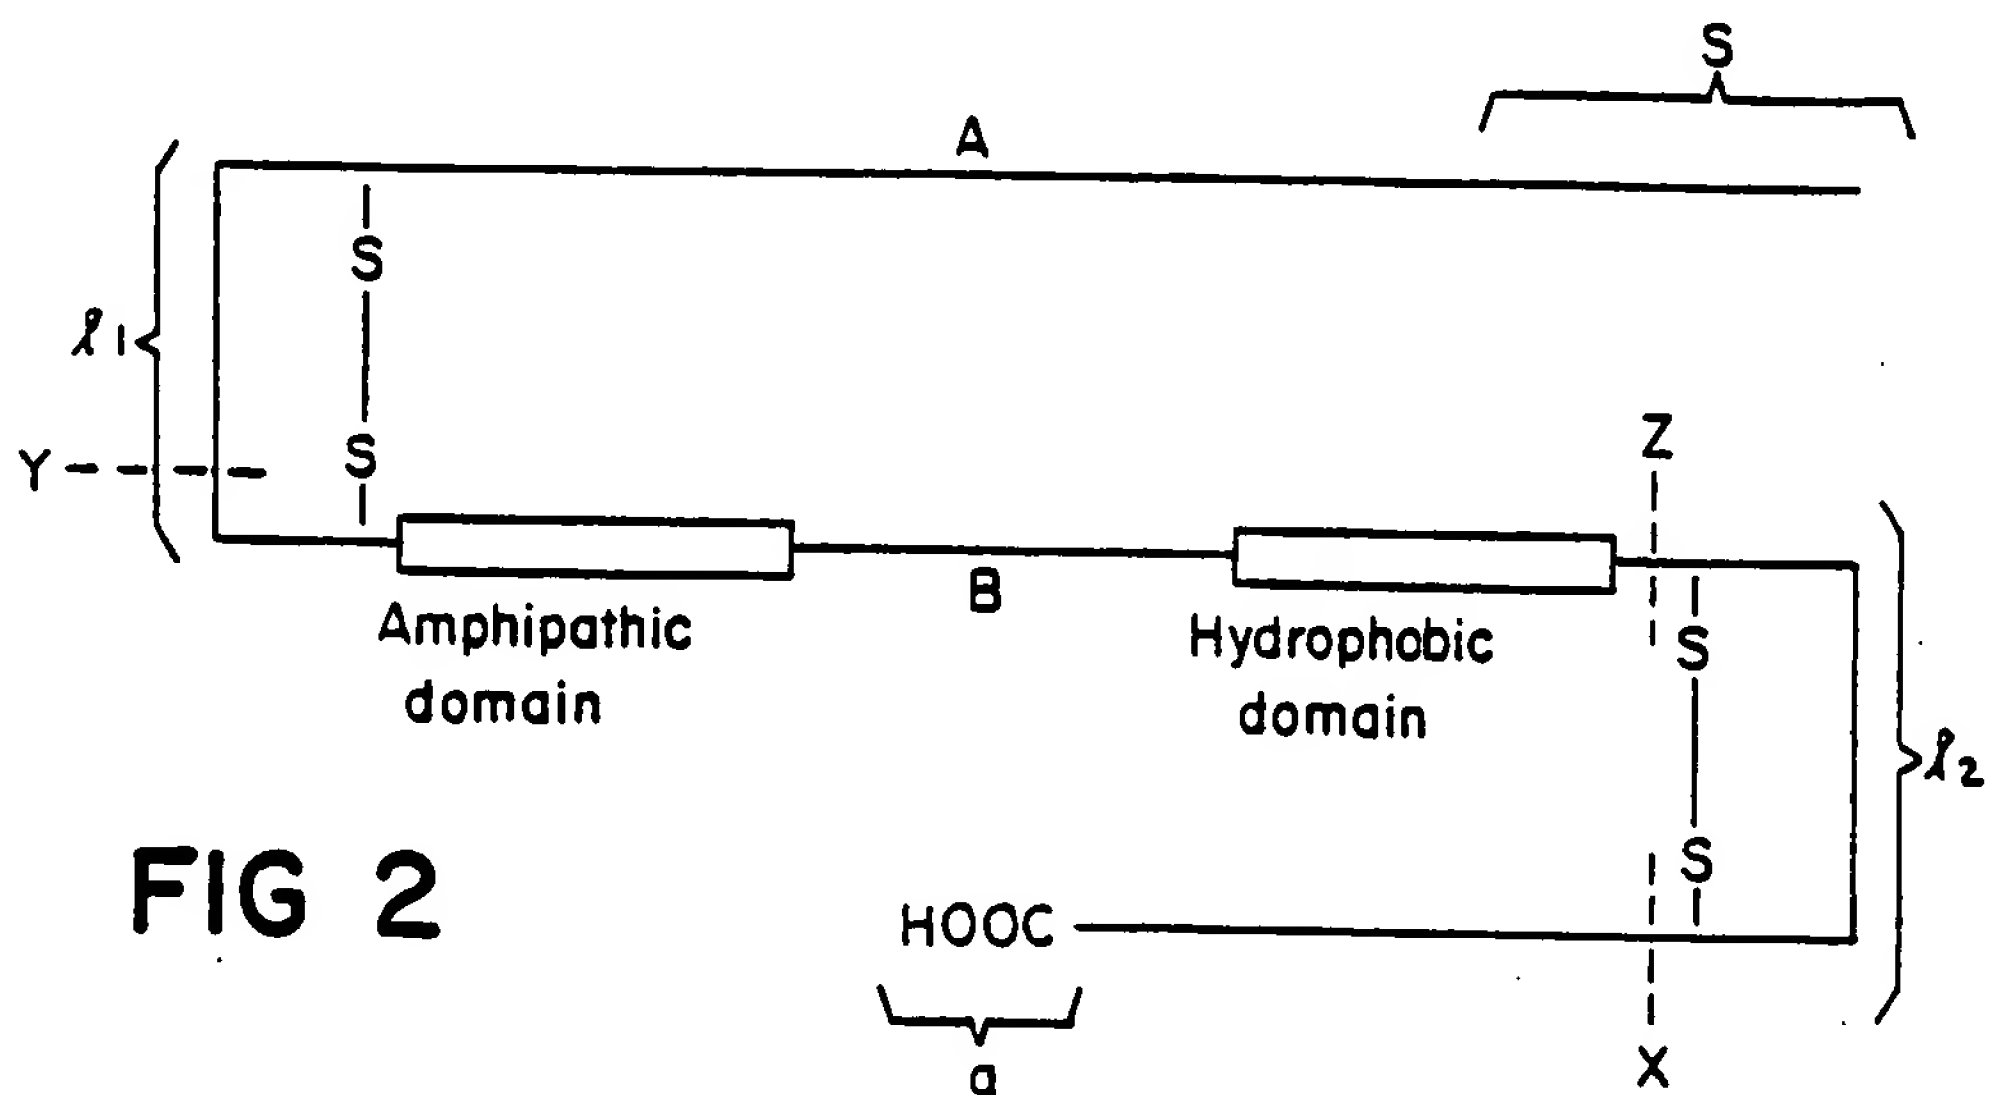 S
A
S
ℓ1
Z
Y
S
B
S
Amphipathic
domain
Hydrophobic
domain
ℓ2
S
FIG 2
HOOC
a
X